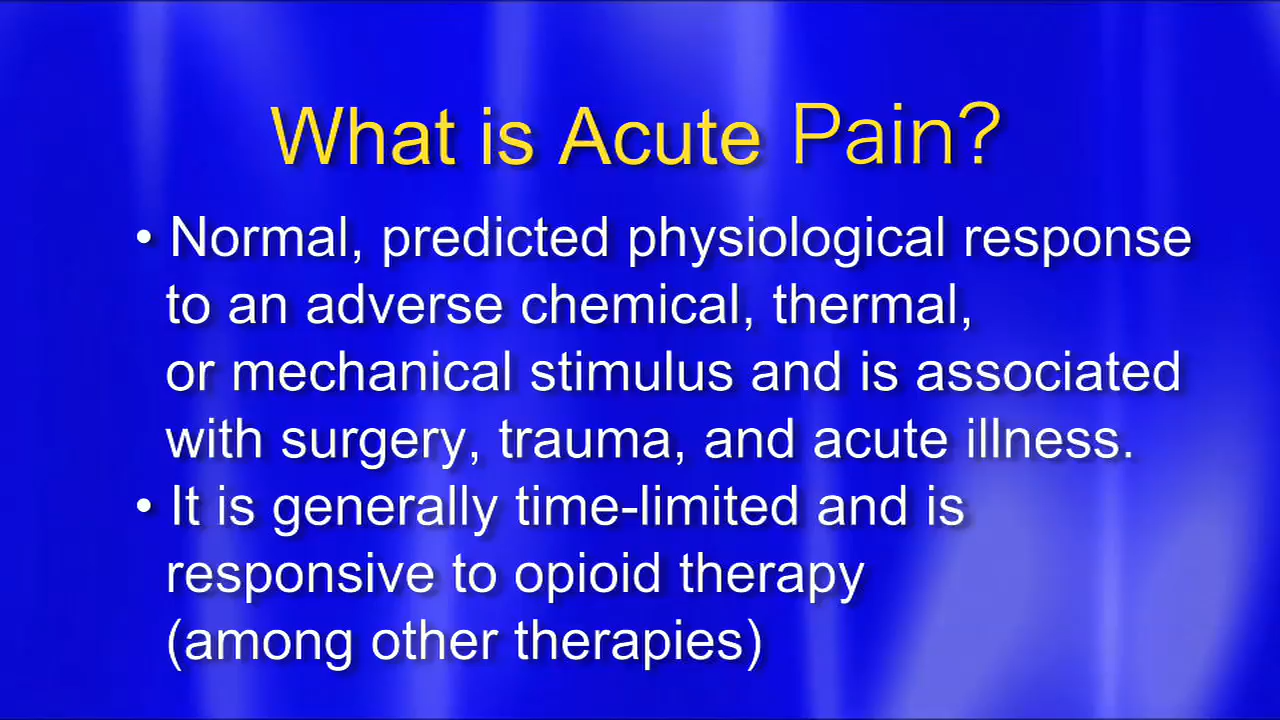 What is Acute Pain?
• Normal, predicted physiological response
to an adverse chemical, thermal,
or mechanical stimulus and is associated
with surgery, trauma, and acute illness.
• It is generally time-limited and is
responsive to opioid therapy
(among other therapies)